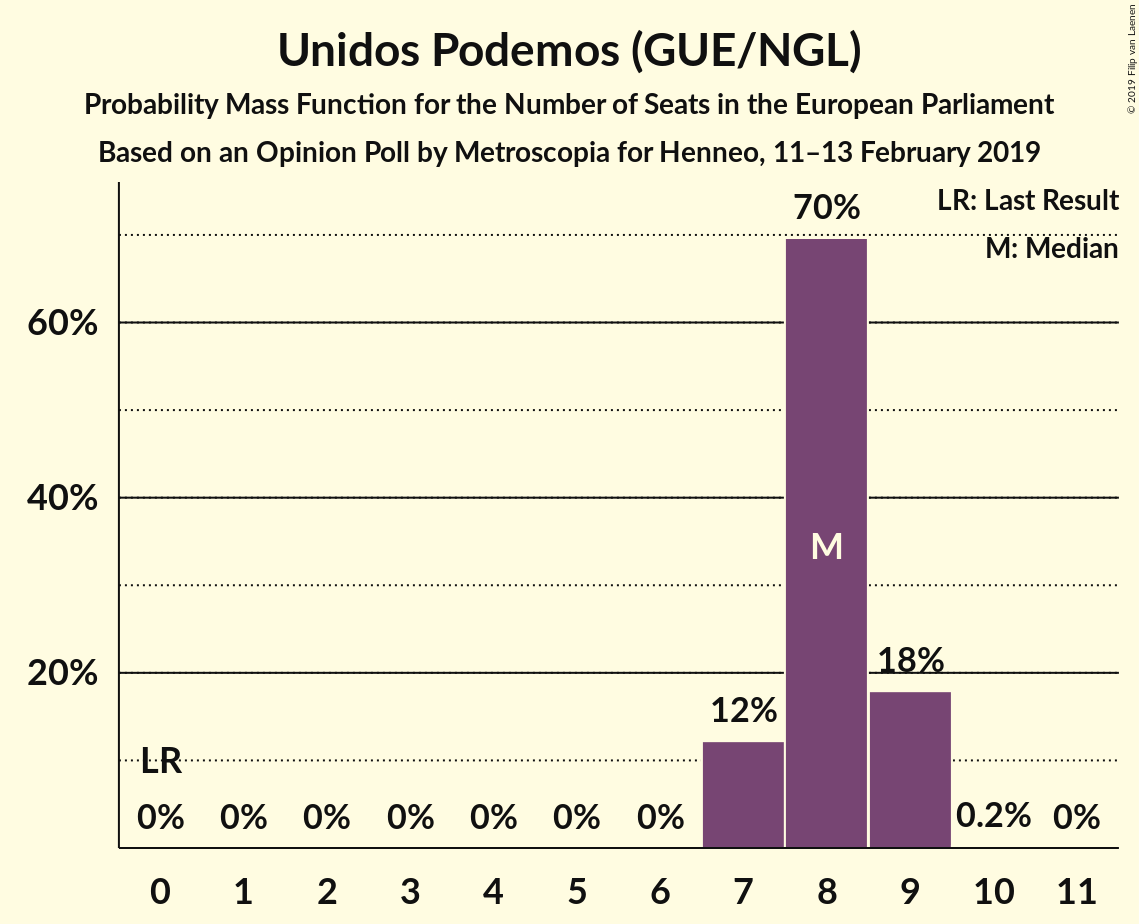 Unidos Podemos (GUE/NGL)
Probability Mass Function for the Number of Seats in the European Parliament
Based on an Opinion Poll by Metroscopia for Henneo, 11–13 February 2019
© 2019 Filip van Laenen
LR: Last Result
M: Median
70%
60%
40%
M
20%
18%
12%
LR
0% 0% 0% 0% 0% 0% 0% 0.2% 0%
0 1 2 3 4 5 6 7 8 9 10 11